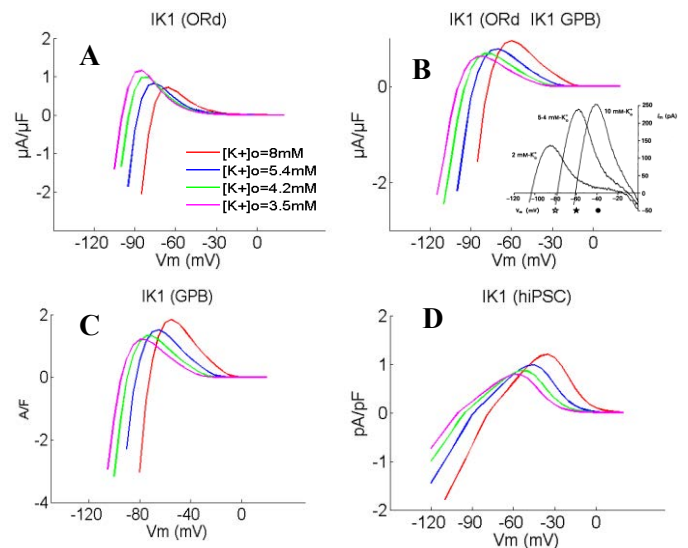 IK1 (ORd)
A
2
1
0
-1
-2
µA/µF
-120 -90 -60 -30 0
Vm (mV)
[K+]o=8mM
[K+]o=5.4mM
[K+]o=4.2mM
[K+]o=3.5mM
IK1 (ORd IK1 GPB)
B
0
-2
µA/µF
-120 -90 -60 -30 0
Vm (mV)
5·4 mM-K
10 mM-K
2 mM-K
250
200
150
100
50
0
-50
-120 -100 -80 -60 -40 -20
(mV) ☆ ★ ●
IK1 (GPB)
C
2
0
-2
-4
A/F
-120 -80 -40 0
Vm (mV)
IK1 (hiPSC)
D
2
1
0
-1
-2
pA/pF
-120 -90 -60 -30 0
Vm (mV)